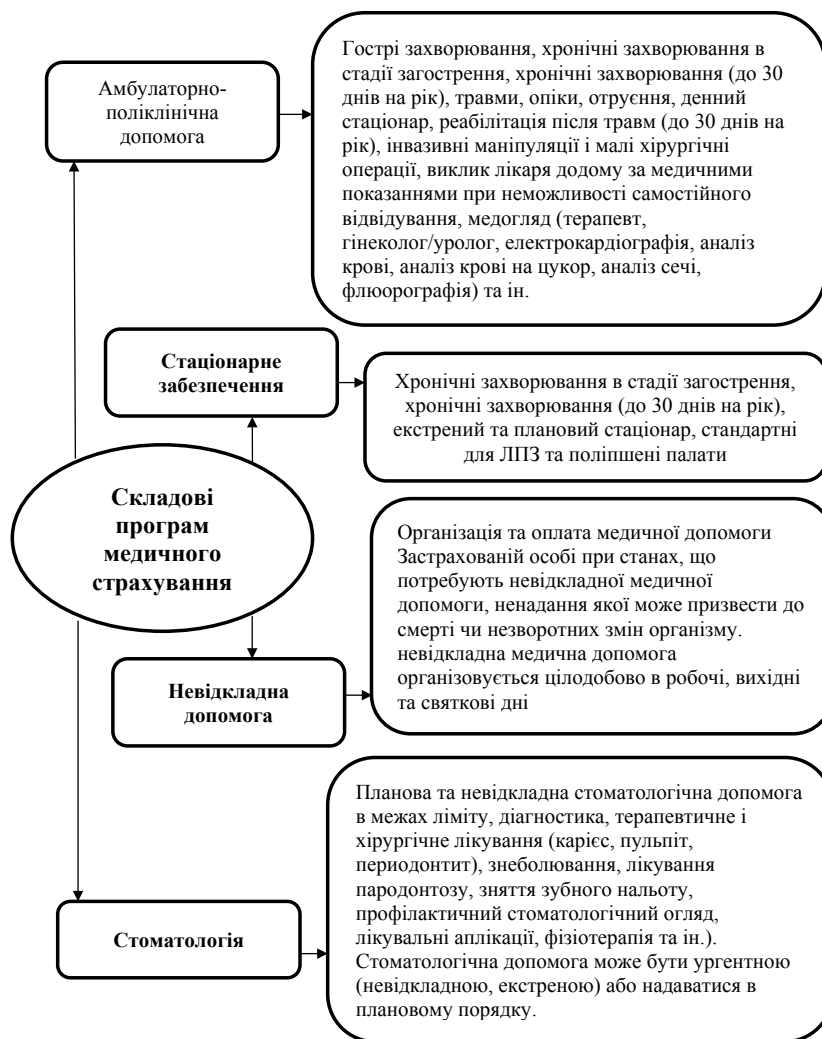 Амбулаторно-
поліклінічна
допомога
Гострі захворювання, хронічні захворювання в
стадії загострення, хронічні захворювання (до 30
днів на рік), травми, опіки, отруєння, денний
стаціонар, реабілітація після травм (до 30 днів на
рік), інвазивні маніпуляції і малі хірургічні
операції, виклик лікаря додому за медичними
показаннями при неможливості самостійного
відвідування, медогляд (терапевт,
гінеколог/уролог, електрокардіографія, аналіз
крові, аналіз крові на цукор, аналіз сечі,
флюорографія) та ін.
Стаціонарне
забезпечення
Хронічні захворювання в стадії загострення,
хронічні захворювання (до 30 днів на рік),
екстрений та плановий стаціонар, стандартні
для ЛПЗ та поліпшені палати
Складові
програм
медичного
страхування
Організація та оплата медичної допомоги
Застрахованій особі при станах, що
потребують невідкладної медичної
допомоги, ненадання якої може призвести до
смерті чи незворотних змін організму.
невідкладна медична допомога
організовується цілодобово в робочі, вихідні
та святкові дні
Невідкладна
допомога
Планова та невідкладна стоматологічна допомога
в межах ліміту, діагностика, терапевтичне і
хірургічне лікування (карієс, пульпіт,
периодонтит), знеболювання, лікування
пародонтозу, зняття зубного нальоту,
профілактичний стоматологічний огляд,
лікувальні аплікації, фізіотерапія та ін.).
Стоматологічна допомога може бути ургентною
(невідкладною, екстреною) або надаватися в
плановому порядку.
Стоматологія